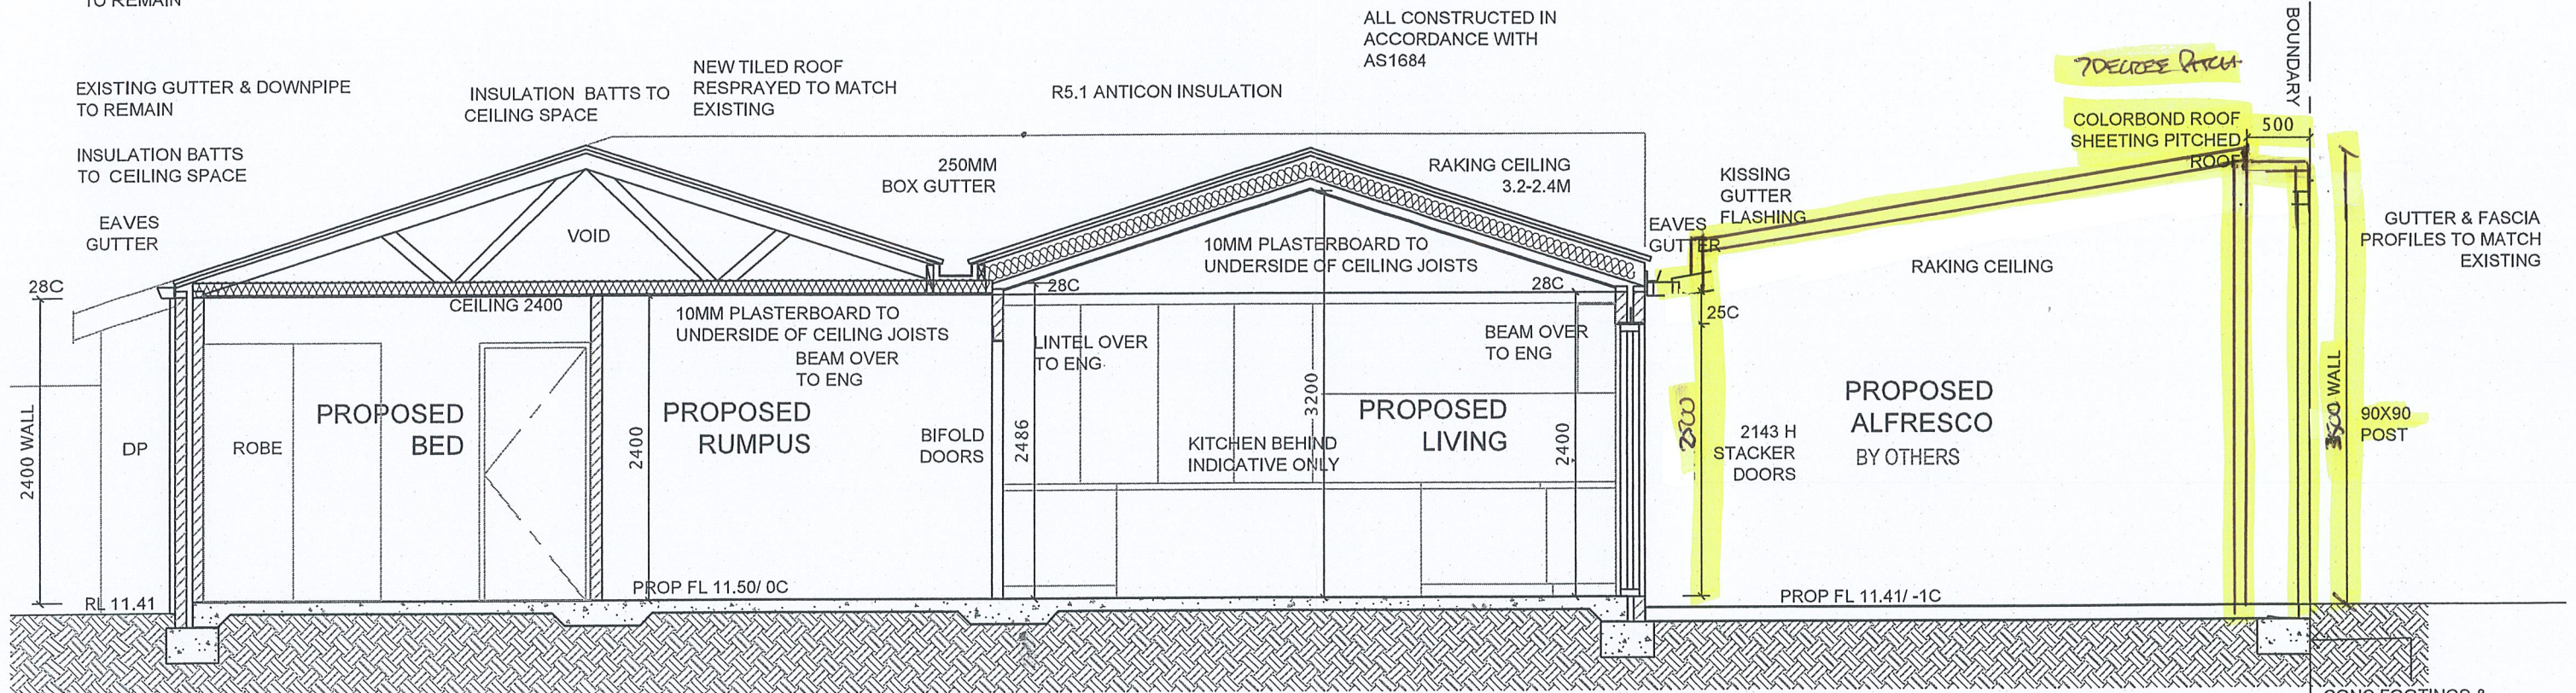 TO REMAIN
EXISTING GUTTER & DOWNPIPE
TO REMAIN
INSULATION BATTS
TO CEILING SPACE
EAVES
GUTTER
28C
2400 WALL
RL 11.41
DP
INSULATION BATTS TO
CEILING SPACE
NEW TILED ROOF
RESPRAYED TO MATCH
EXISTING
VOID
CEILING 2400
ROBE
PROPOSED
BED
10MM PLASTERBOARD TO
UNDERSIDE OF CEILING JOISTS
BEAM OVER
TO ENG
2400
PROPOSED
RUMPUS
PROP FL 11.50/ 0C
250MM
BOX GUTTER
BIFOLD
DOORS
R5.1 ANTICON INSULATION
ALL CONSTRUCTED IN
ACCORDANCE WITH
AS1684
RAKING CEILING
3.2-2.4M
10MM PLASTERBOARD TO
UNDERSIDE OF CEILING JOISTS
28C
28C
LINTEL OVER
TO ENG
2486
3200
BEAM OVER
TO ENG
PROPOSED
LIVING
KITCHEN BEHIND
INDICATIVE ONLY
2400
EAVES
GUTTER
KISSING
GUTTER
FLASHING
25C
2143 H
STACKER
DOORS
7 DEGREE PITCH
COLORBOND ROOF
SHEETING PITCHED
ROOF
500
BOUNDARY
RAKING CEILING
PROPOSED
ALFRESCO
BY OTHERS
PROP FL 11.41/ -1C
WALL
90X90
POST
GUTTER & FASCIA
PROFILES TO MATCH
EXISTING